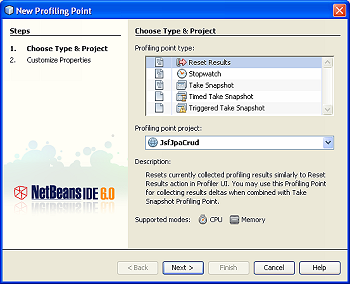 New Profiling Point
Steps
1. Choose Type & Project
2. Customize Properties
NetBeans IDE 6.0
Choose Type & Project
Profiling point type:
Reset Results
Stopwatch
Take Snapshot
Timed Take Snapshot
Triggered Take Snapshot
Profiling point project:
JsfJpaCrud
Description:
Resets currently collected profiling results similarly to Reset
Results action in Profiler UI. You may use this Profiling Point
for collecting results deltas when combined with Take
Snapshot Profiling Point.
Supported modes: CPU Memory
< Back Next > Finish Cancel Help